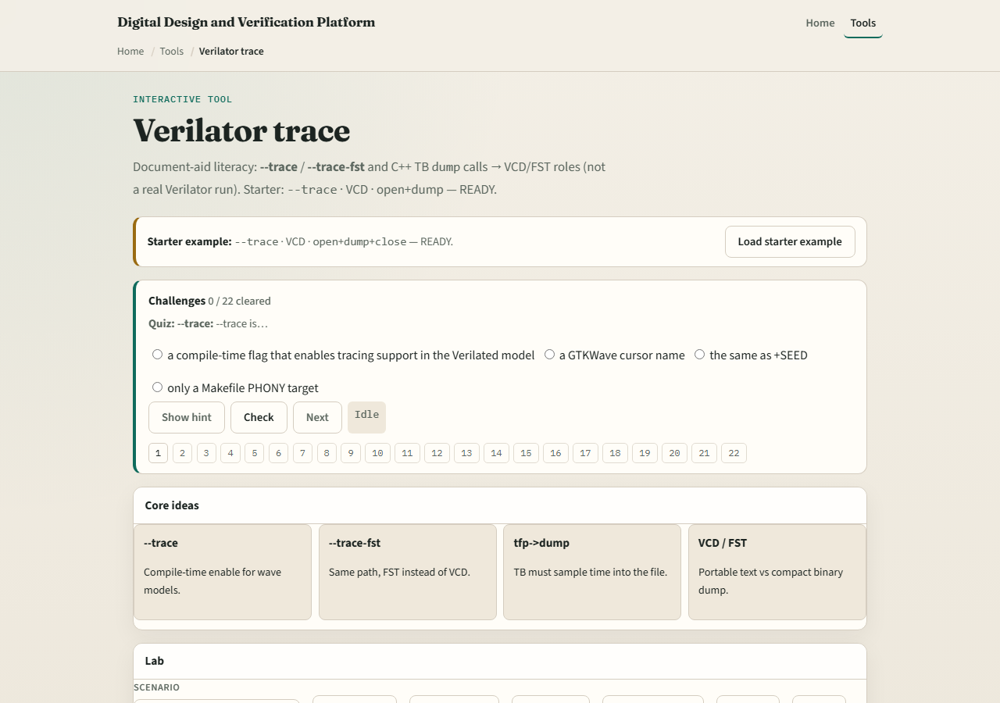 Digital Design and Verification Platform
Home Tools
Home / Tools / Verilator trace
INTERACTIVE TOOL
Verilator trace
Document-aid literacy: --trace / --trace-fst and C++ TB dump calls → VCD/FST roles (not
a real Verilator run). Starter: --trace · VCD · open+dump — READY.
Starter example: --trace · VCD · open+dump+close — READY.
Load starter example
Challenges 0 / 22 cleared
Quiz: --trace: --trace is…
a compile-time flag that enables tracing support in the Verilated model a GTKWave cursor name the same as +SEED
only a Makefile PHONY target
Show hint Check Next Idle
1 2 3 4 5 6 7 8 9 10 11 12 13 14 15 16 17 18 19 20 21 22
Core ideas
--trace --trace-fst tfp->dump VCD / FST
Compile-time enable for wave Same path, FST instead of VCD. TB must sample time into the file. Portable text vs compact binary
models. dump.
Lab
SCENARIO